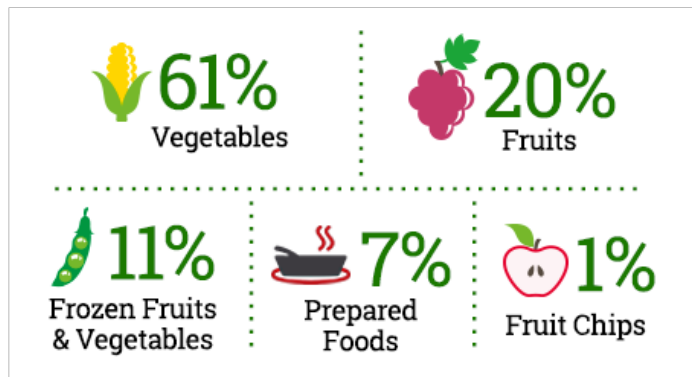 61%
Vegetables
20%
Fruits
11%
Frozen Fruits
& Vegetables
7%
Prepared
Foods
1%
Fruit Chips